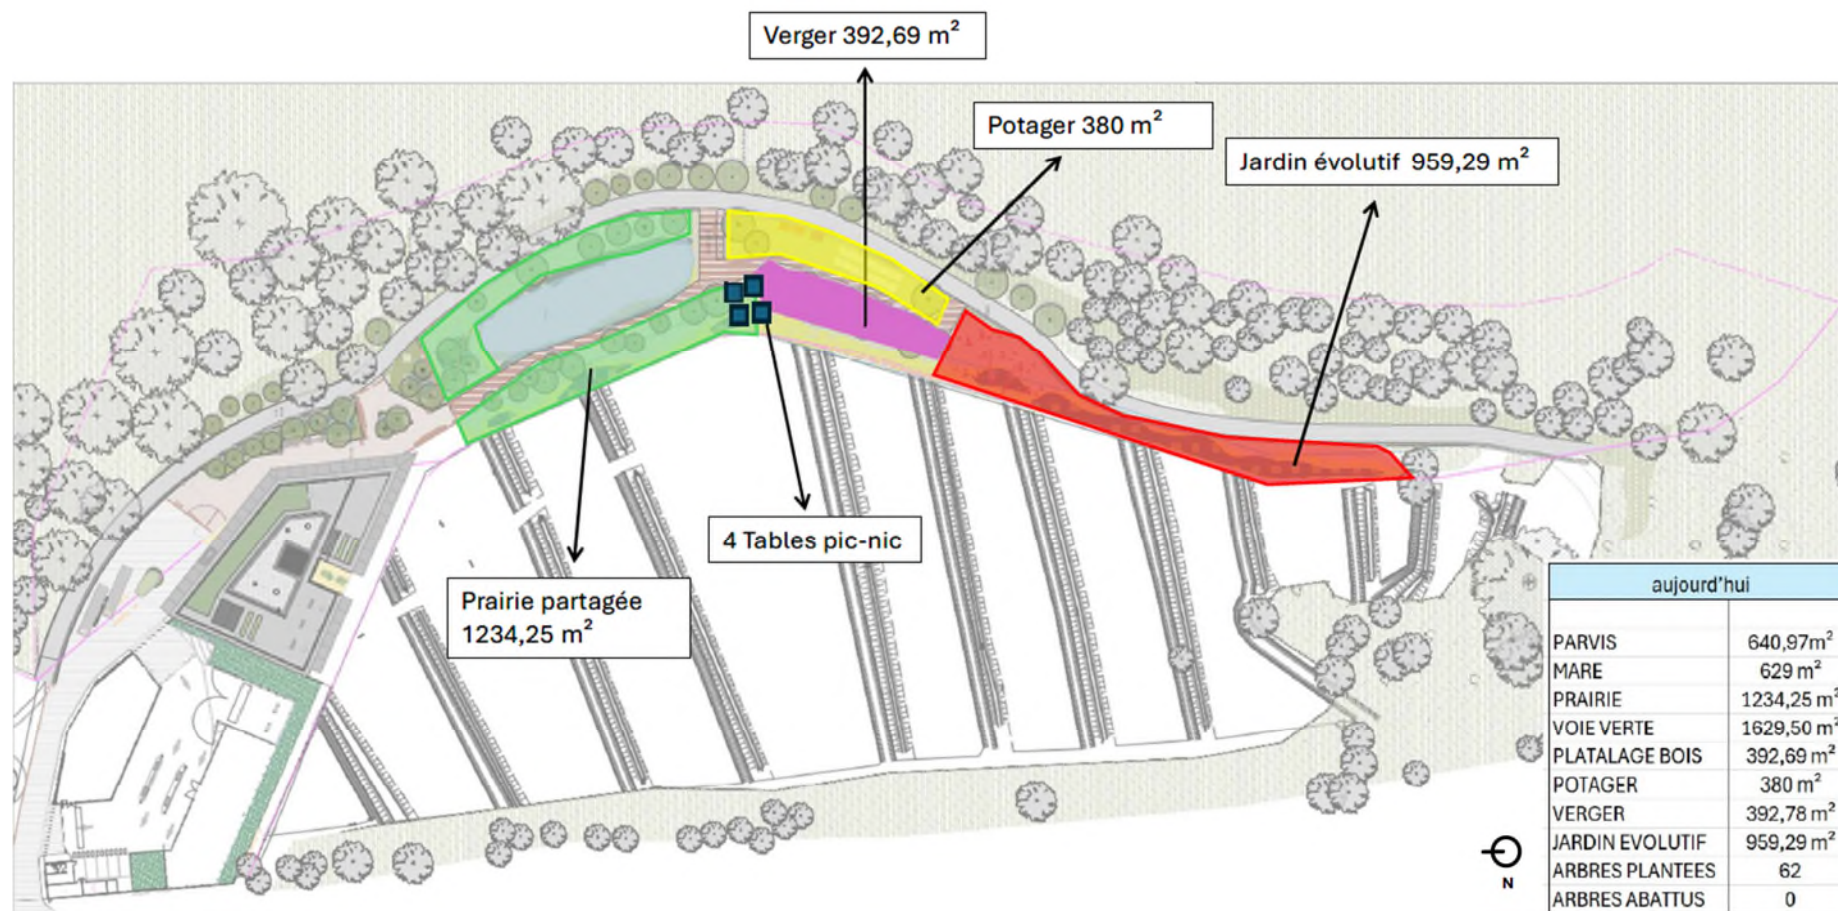 Verger 392,69 m²
Potager 380 m²
Jardin évolutif 959,29 m²
4 Tables pic-nic
Prairie partagée
1234,25 m²
aujourd'hui
PARVIS 640,97m²
MARE 629 m²
PRAIRIE 1234,25 m²
VOIE VERTE 1629,50 m²
PLATALAGE BOIS 392,69 m²
POTAGER 380 m²
VERGER 392,78 m²
JARDIN EVOLUTIF 959,29 m²
ARBRES PLANTEES 62
ARBRES ABATTUS 0
N